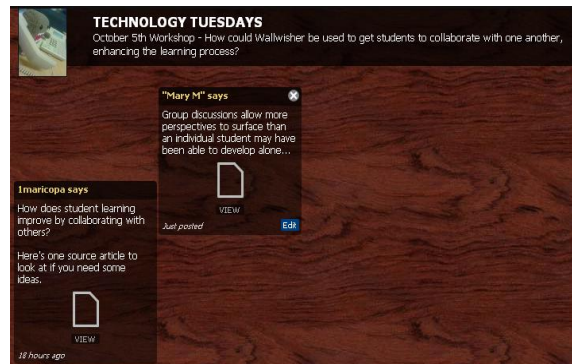 TECHNOLOGY TUESDAYS
October 5th Workshop - How could Wallwisher be used to get students to collaborate with one another,
enhancing the learning process?
"Mary M" says
Group discussions allow more
perspectives to surface than
an individual student may have
been able to develop alone...
VIEW
Just posted
Edit
1maricopa says
How does student learning
improve by collaborating with
others?
Here's one source article to
look at if you need some
ideas.
VIEW
18 hours ago